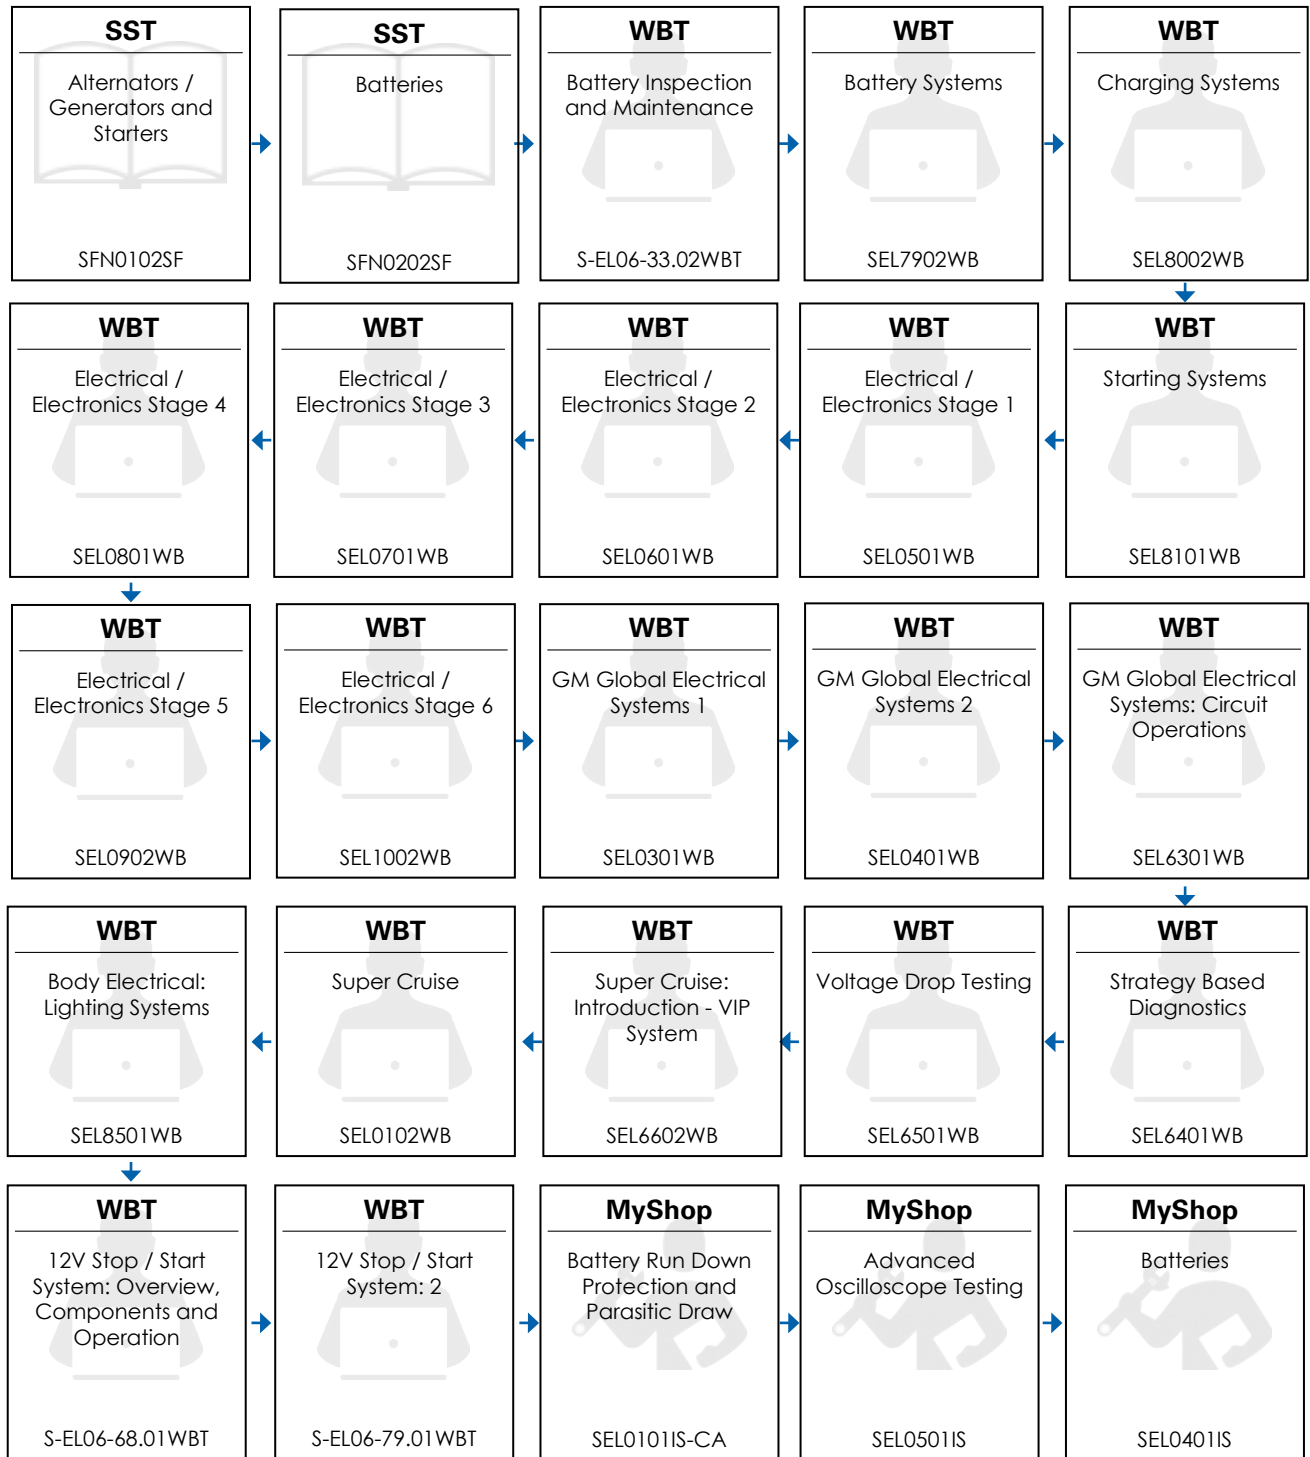 SST
Alternators /
Generators and
Starters
SFN0102SF
SST
Batteries
SFN0202SF
WBT
Battery Inspection
and Maintenance
S-EL06-33.02WBT
WBT
Battery Systems
SEL7902WB
WBT
Charging Systems
SEL8002WB
WBT
Electrical /
Electronics Stage 4
SEL0801WB
WBT
Electrical /
Electronics Stage 3
SEL0701WB
WBT
Electrical /
Electronics Stage 2
SEL0601WB
WBT
Electrical /
Electronics Stage 1
SEL0501WB
WBT
Starting Systems
SEL8101WB
WBT
Electrical /
Electronics Stage 5
SEL0902WB
WBT
Electrical /
Electronics Stage 6
SEL1002WB
WBT
GM Global Electrical
Systems 1
SEL0301WB
WBT
GM Global Electrical
Systems 2
SEL0401WB
WBT
GM Global Electrical
Systems: Circuit
Operations
SEL6301WB
WBT
Body Electrical:
Lighting Systems
SEL8501WB
WBT
Super Cruise
SEL0102WB
WBT
Super Cruise:
Introduction - VIP
System
SEL6602WB
WBT
Voltage Drop Testing
SEL6501WB
WBT
Strategy Based
Diagnostics
SEL6401WB
WBT
12V Stop / Start
System: Overview,
Components and
Operation
S-EL06-68.01WBT
WBT
12V Stop / Start
System: 2
S-EL06-79.01WBT
MyShop
Battery Run Down
Protection and
Parasitic Draw
SEL0101IS-CA
MyShop
Advanced
Oscilloscope Testing
SEL0501IS
MyShop
Batteries
SEL0401IS